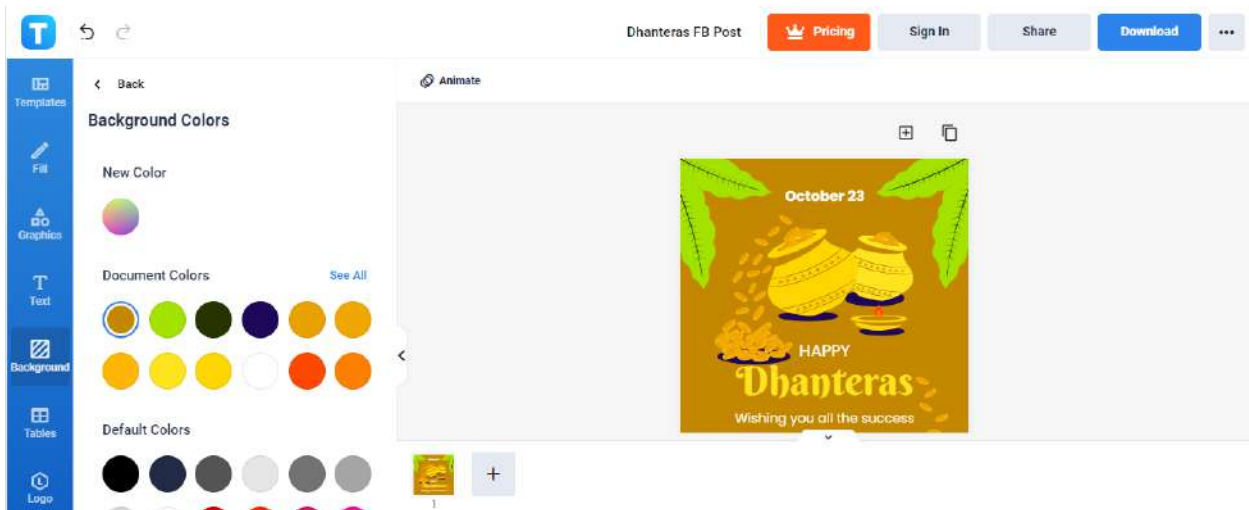 T
Dhanteras FB Post
Pricing
Sign In
Share
Download
Templates
Fill
Graphics
Text
Background
Tables
Logo
Back
Background Colors
New Color
Document Colors
See All
Default Colors
Animate
October 23
HAPPY
Dhanteras
Wishing you all the success
1